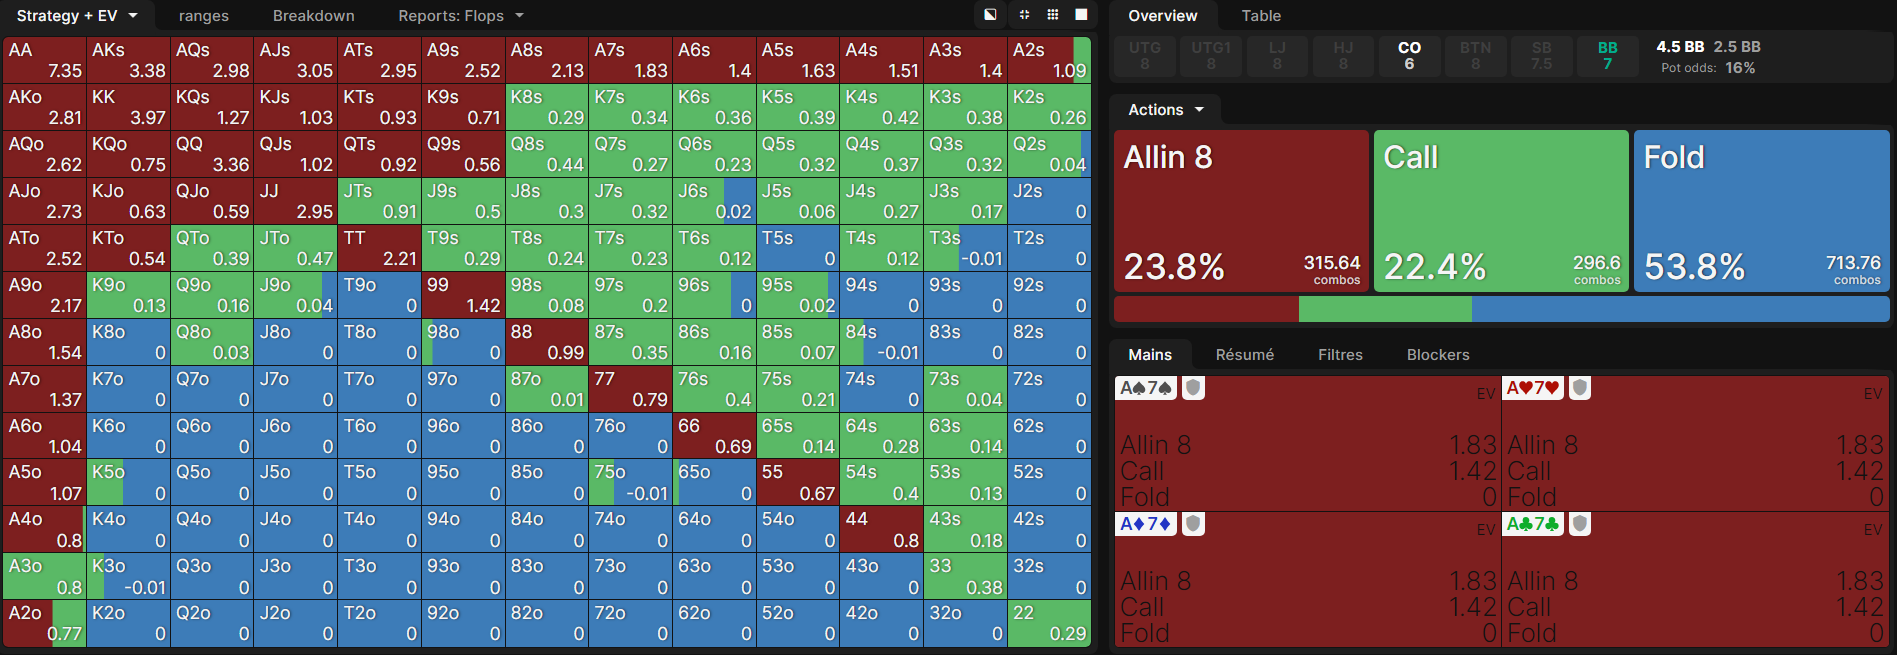 Strategy + EV ranges Breakdown Reports: Flops
AA AKs AQs AJs ATs A9s A8s A7s A6s A5s A4s A3s A2s
7.35 3.38 2.98 3.05 2.95 2.52 2.13 1.83 1.4 1.63 1.51 1.4 1.09
AKo KK KQs KJs KTs K9s K8s K7s K6s K5s K4s K3s K2s
2.81 3.97 1.27 1.03 0.93 0.71 0.29 0.34 0.36 0.39 0.42 0.38 0.26
AQo KQo QQ QJs QTs Q9s Q8s Q7s Q6s Q5s Q4s Q3s Q2s
2.62 0.75 3.36 1.02 0.92 0.56 0.44 0.27 0.23 0.32 0.37 0.32 0.04
AJo KJo QJo JJ JTs J9s J8s J7s J6s J5s J4s J3s J2s
2.73 0.63 0.59 2.95 0.91 0.5 0.3 0.32 0.02 0.06 0.27 0.17 0
ATo KTo QTo JTo TT T9s T8s T7s T6s T5s T4s T3s T2s
2.52 0.54 0.39 0.47 2.21 0.29 0.24 0.23 0.12 0 0.12 -0.01 0
A9o K9o Q9o J9o T9o 99 98s 97s 96s 95s 94s 93s 92s
2.17 0.13 0.16 0.04 0 1.42 0.08 0.2 0 0.02 0 0 0
A8o K8o Q8o J8o T8o 98o 88 87s 86s 85s 84s 83s 82s
1.54 0 0.03 0 0 0 0.99 0.35 0.16 0.07 -0.01 0 0
A7o K7o Q7o J7o T7o 97o 87o 77 76s 75s 74s 73s 72s
1.37 0 0 0 0 0 0.01 0.79 0.4 0.21 0 0.04 0
A6o K6o Q6o J6o T6o 96o 86o 76o 66 65s 64s 63s 62s
1.04 0 0 0 0 0 0 0 0.69 0.14 0.28 0.14 0
A5o K5o Q5o J5o T5o 95o 85o 75o 65o 55 54s 53s 52s
1.07 0 0 0 0 0 0 -0.01 0 0.67 0.4 0.13 0
A4o K4o Q4o J4o T4o 94o 84o 74o 64o 54o 44 43s 42s
0.8 0 0 0 0 0 0 0 0 0 0.8 0.18 0
A3o K3o Q3o J3o T3o 93o 83o 73o 63o 53o 43o 33 32s
0.8 -0.01 0 0 0 0 0 0 0 0 0 0.38 0
A2o K2o Q2o J2o T2o 92o 82o 72o 62o 52o 42o 32o 22
0.77 0 0 0 0 0 0 0 0 0 0 0 0.29
Overview Table
UTG UTG1 LJ HJ CO BTN SB BB 4.5 BB 2.5 BB
8 8 8 8 6 8 7.5 7 Pot odds: 16%
Actions
Allin 8 Call Fold
23.8% 315.64 combos 22.4% 296.6 combos 53.8% 713.76 combos
Mains Résumé Filtres Blockers
A♠7♠ EV A♥7♥ EV
Allin 8 1.83 Allin 8 1.83
Call 1.42 Call 1.42
Fold 0 Fold 0
A♦7♦ EV A♣7♣ EV
Allin 8 1.83 Allin 8 1.83
Call 1.42 Call 1.42
Fold 0 Fold 0